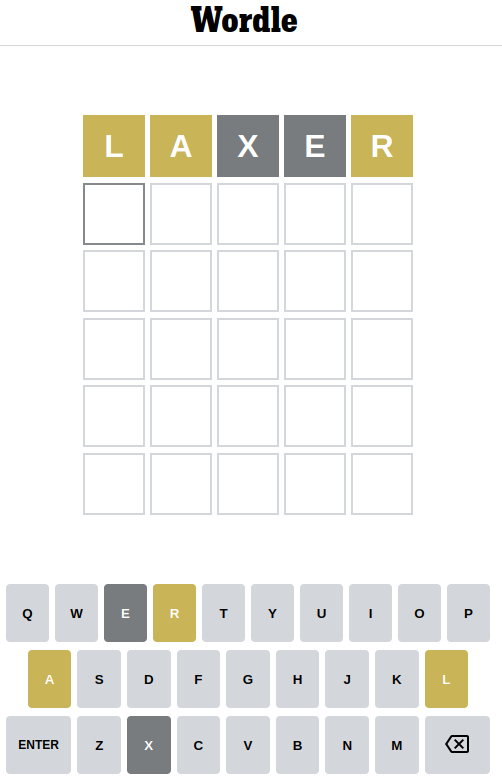 Wordle
L A X E R
Q W E R T Y U I O P
A S D F G H J K L
ENTER Z X C V B N M